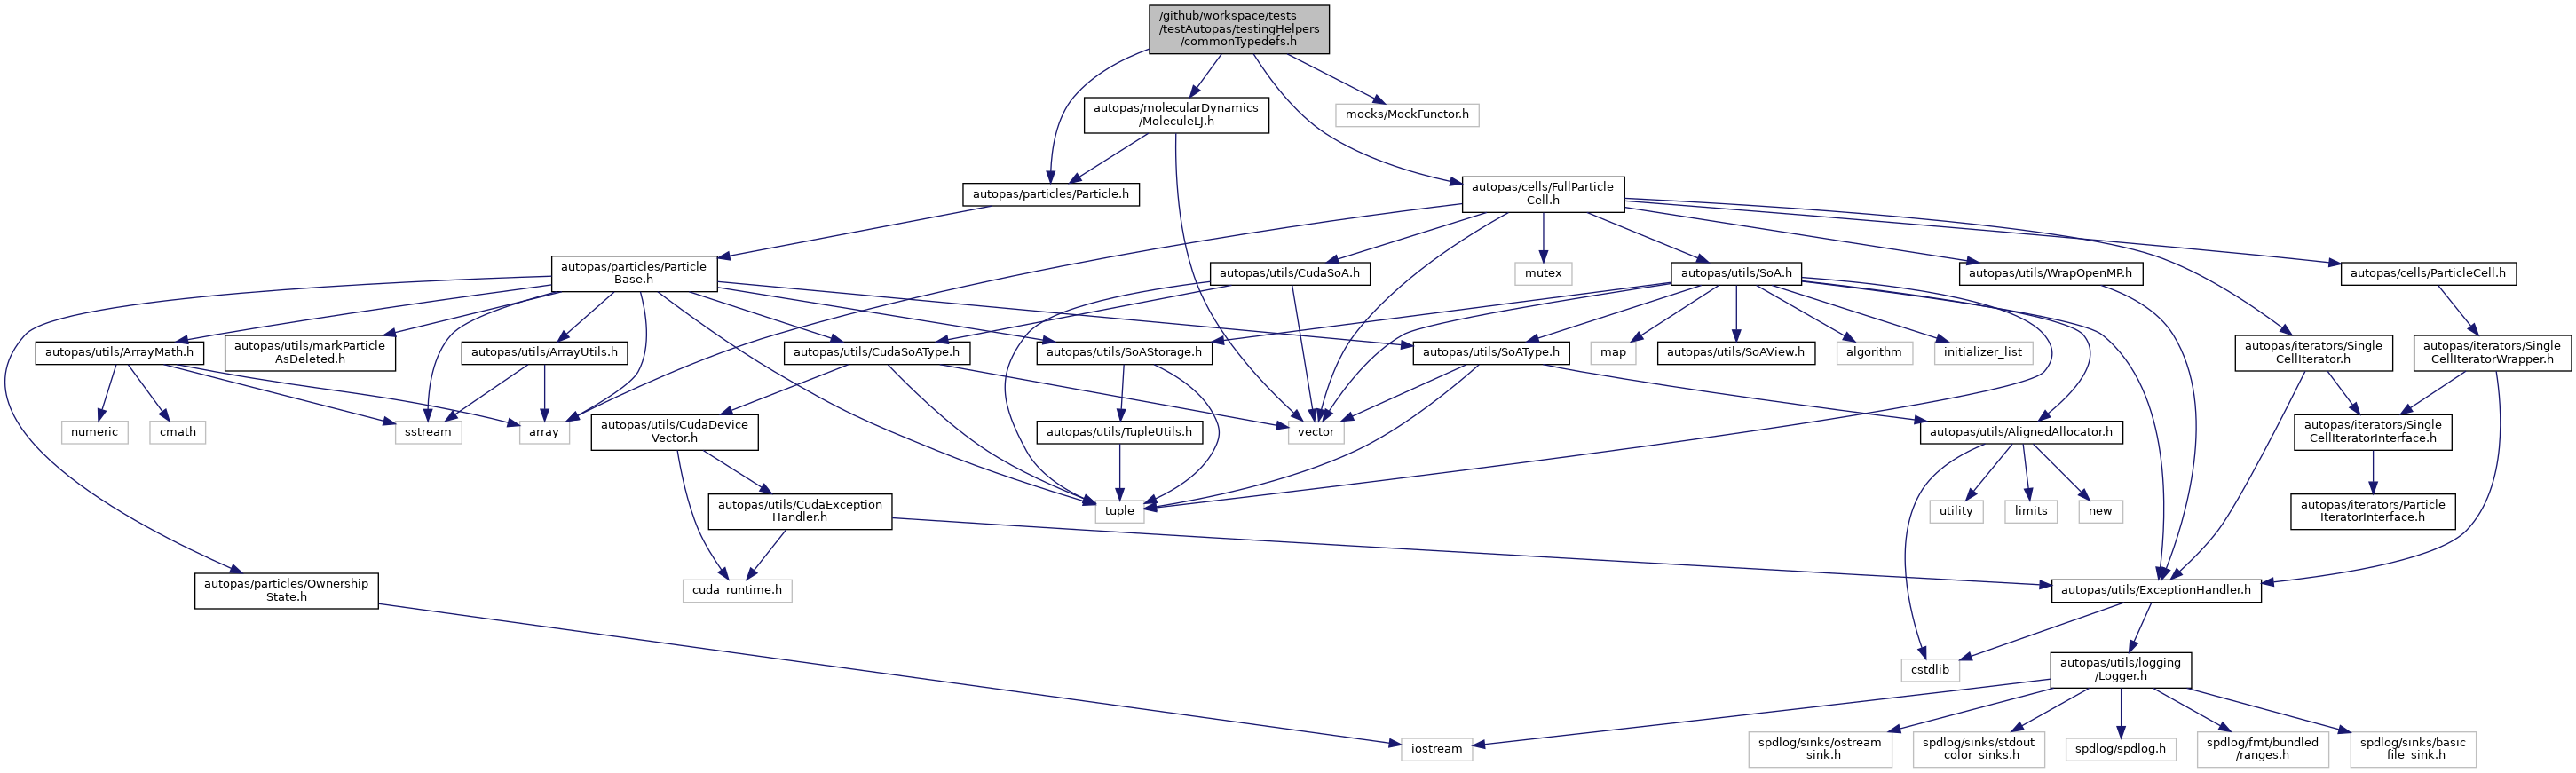 /github/workspace/tests
/testAutopas/testingHelpers
/commonTypedefs.h
autopas/molecularDynamics
/MoleculeLJ.h
mocks/MockFunctor.h
autopas/particles/Particle.h
autopas/cells/FullParticle
Cell.h
autopas/particles/Particle
Base.h
autopas/utils/CudaSoA.h
mutex
autopas/utils/SoA.h
autopas/utils/WrapOpenMP.h
autopas/cells/ParticleCell.h
autopas/utils/ArrayMath.h
autopas/utils/markParticle
AsDeleted.h
autopas/utils/ArrayUtils.h
autopas/utils/CudaSoAType.h
autopas/utils/SoAStorage.h
autopas/utils/SoAType.h
map
autopas/utils/SoAView.h
algorithm
initializer_list
autopas/iterators/Single
CellIterator.h
autopas/iterators/Single
CellIteratorWrapper.h
numeric
cmath
sstream
array
autopas/utils/CudaDevice
Vector.h
autopas/utils/TupleUtils.h
vector
autopas/utils/AlignedAllocator.h
autopas/iterators/Single
CellIteratorInterface.h
autopas/utils/CudaException
Handler.h
tuple
utility
limits
new
autopas/iterators/Particle
IteratorInterface.h
autopas/particles/Ownership
State.h
cuda_runtime.h
autopas/utils/ExceptionHandler.h
cstdlib
autopas/utils/logging
/Logger.h
iostream
spdlog/sinks/ostream
_sink.h
spdlog/sinks/stdout
_color_sinks.h
spdlog/spdlog.h
spdlog/fmt/bundled
/ranges.h
spdlog/sinks/basic
_file_sink.h